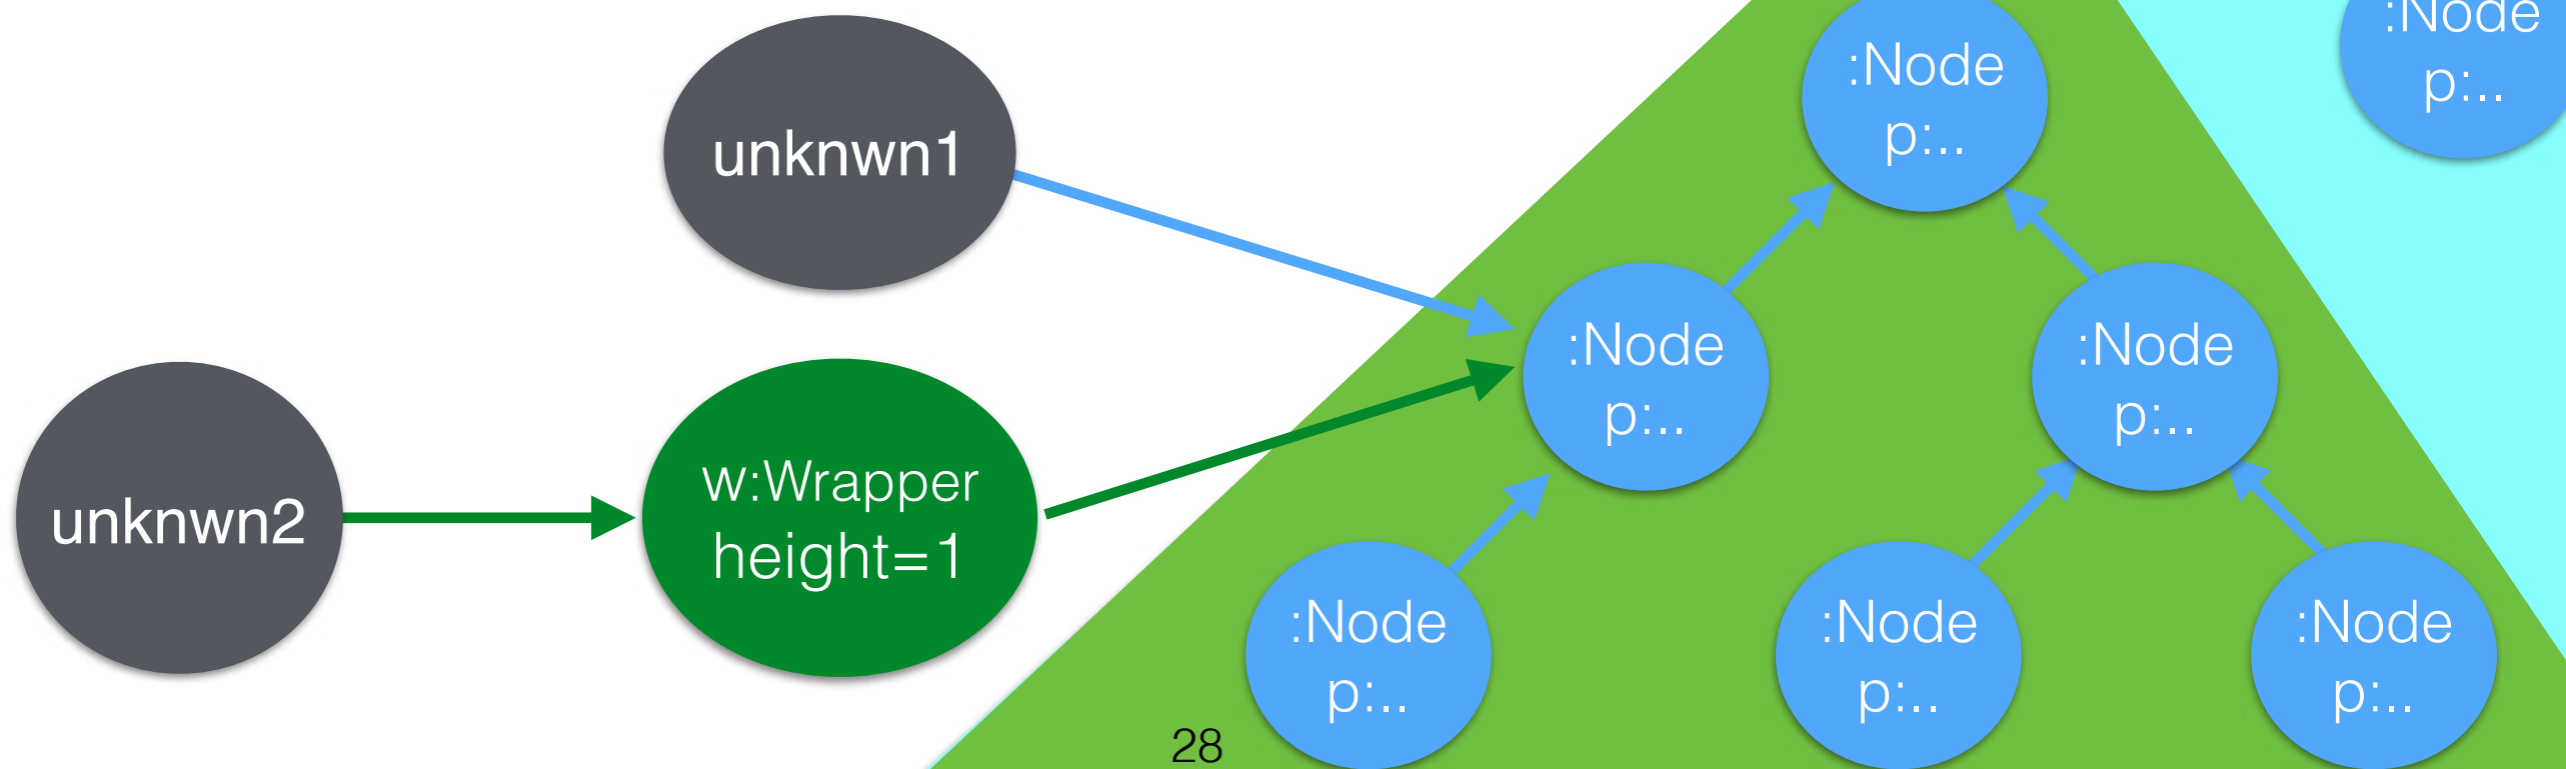 :Node
p:..
:Node
p:..
unknwn1
:Node
p:..
:Node
p:..
unknwn2
w:Wrapper
height=1
:Node
p:..
:Node
p:..
:Node
p:..
28